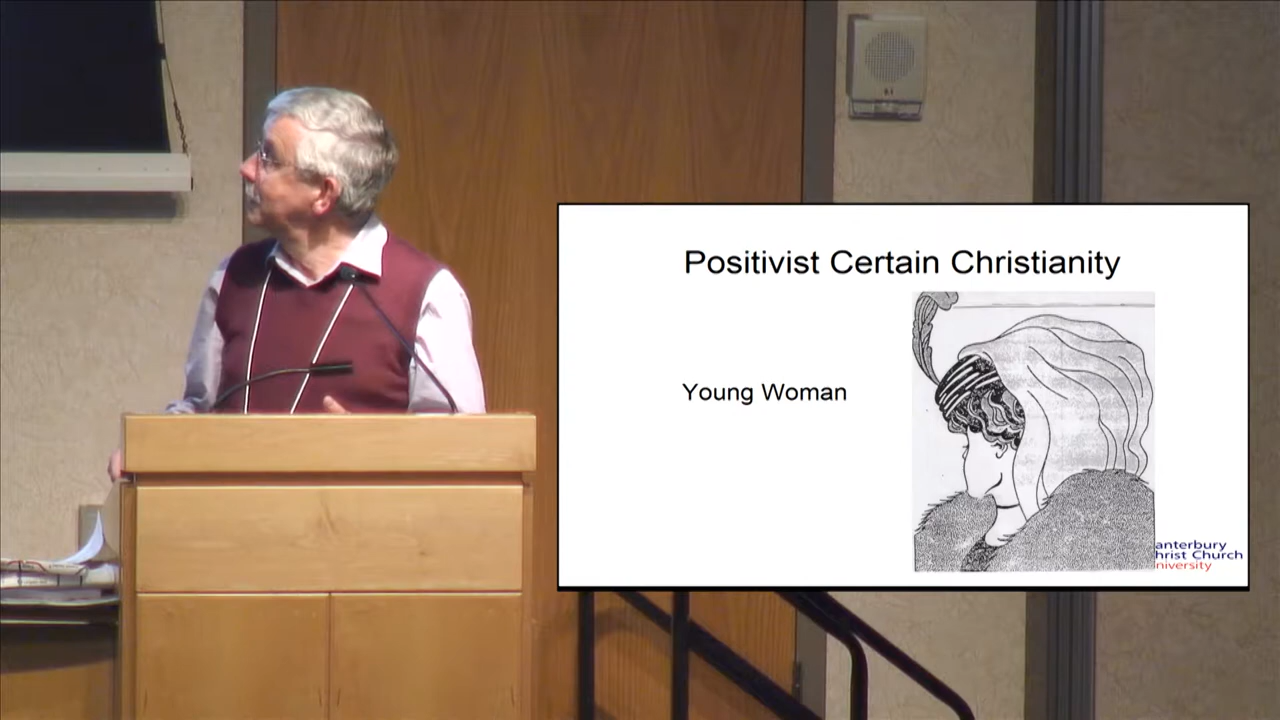 Positivist Certain Christianity
Young Woman
anterbury
hrist Church
niversity